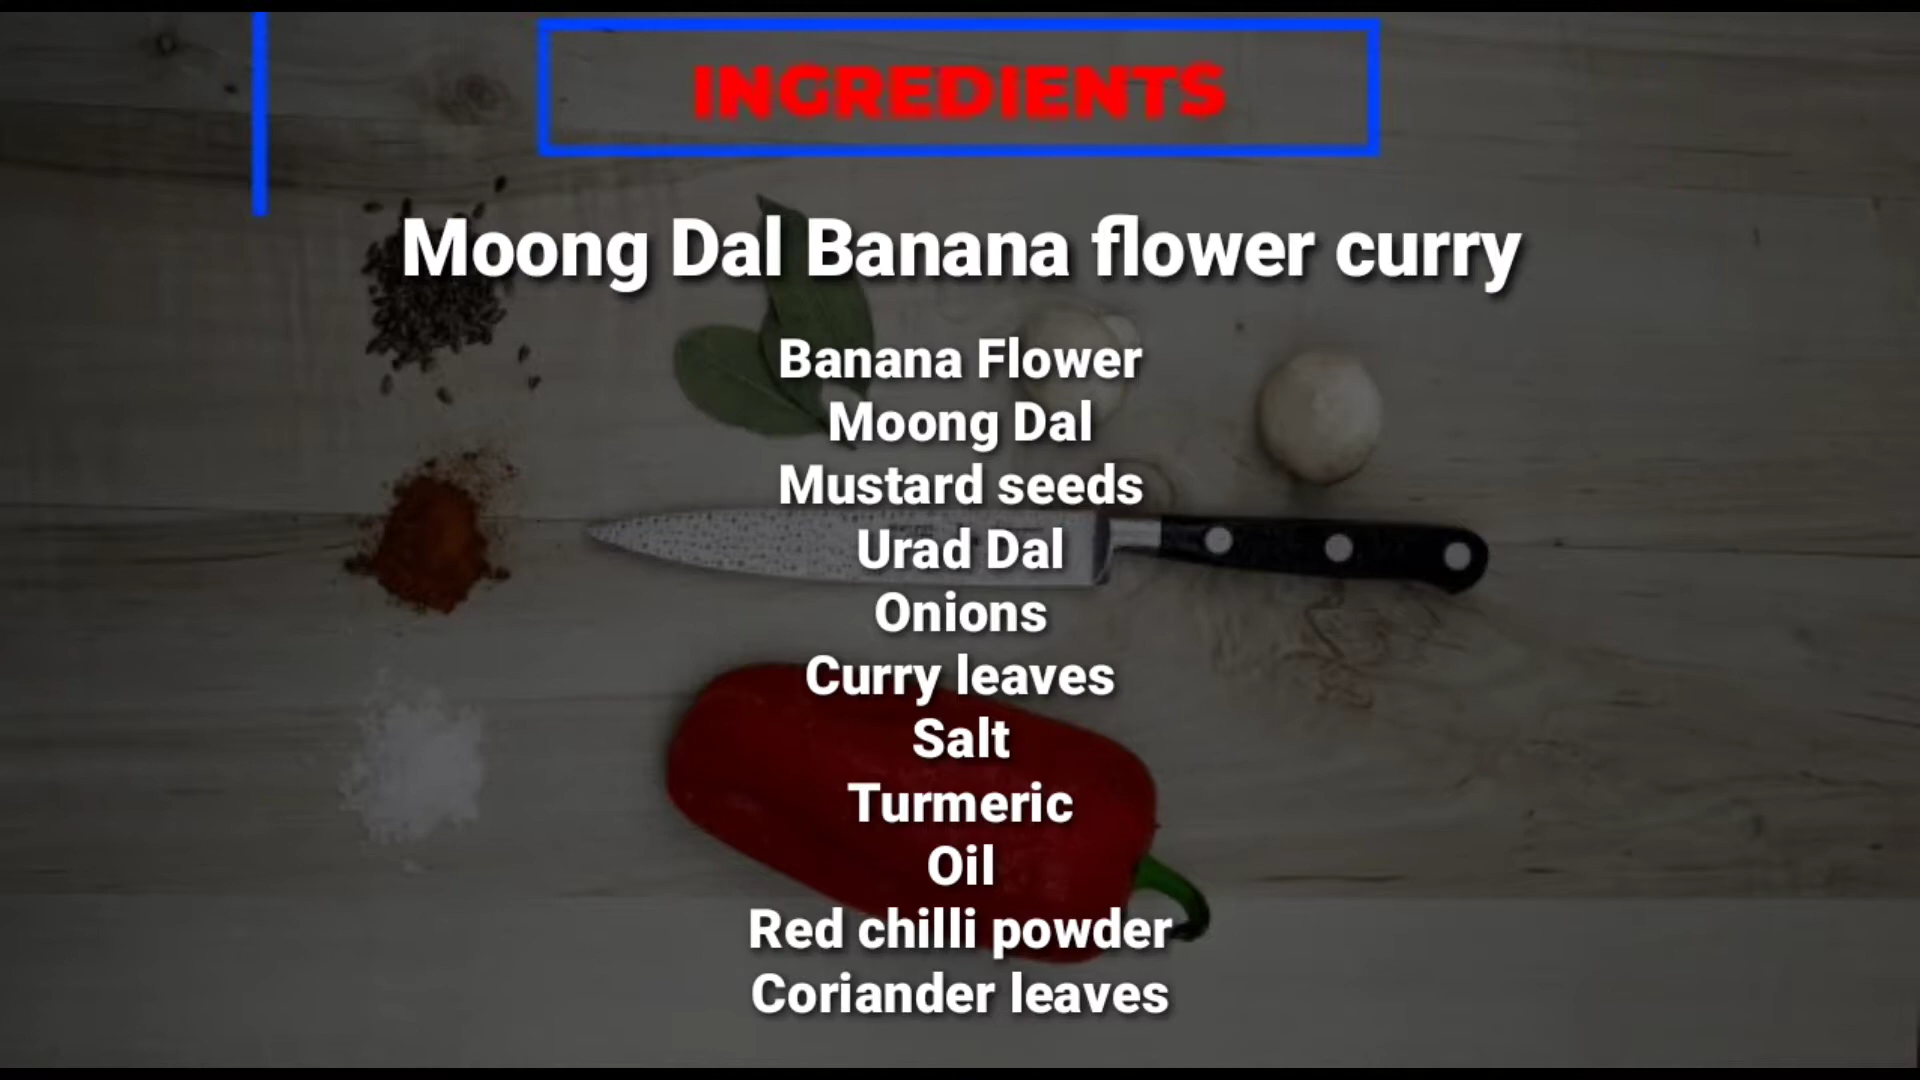 INGREDIENTS
Moong Dal Banana flower curry
Banana Flower
Moong Dal
Mustard seeds
Urad Dal
Onions
Curry leaves
Salt
Turmeric
Oil
Red chilli powder
Coriander leaves